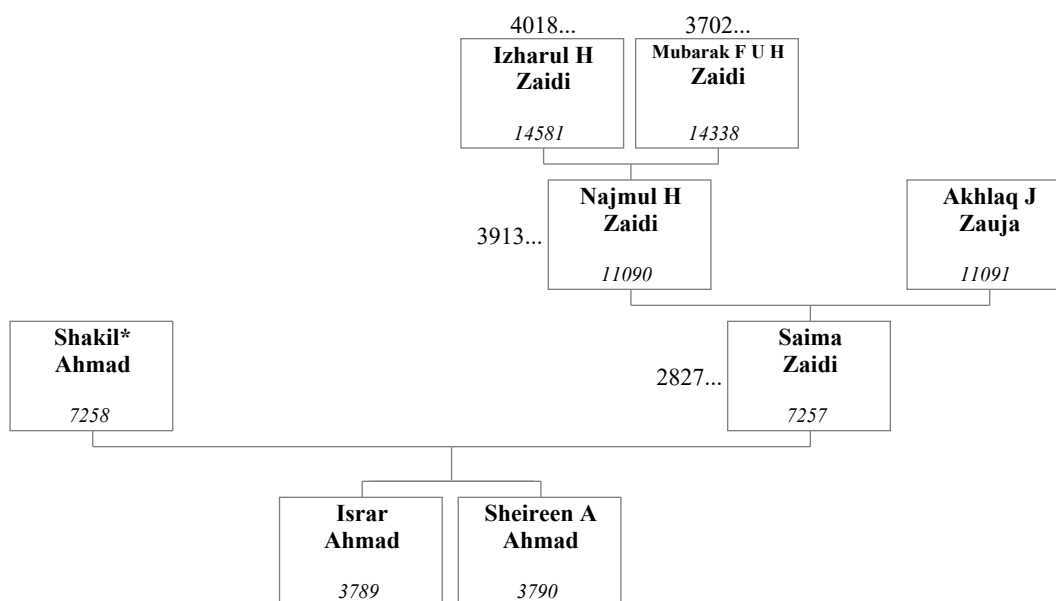 4018...
3702...
Izharul H
Zaidi
14581
Mubarak F U H
Zaidi
14338
3913...
Najmul H
Zaidi
11090
Akhlaq J
Zauja
11091
Shakil*
Ahmad
7258
2827...
Saima
Zaidi
7257
Israr
Ahmad
3789
Sheireen A
Ahmad
3790